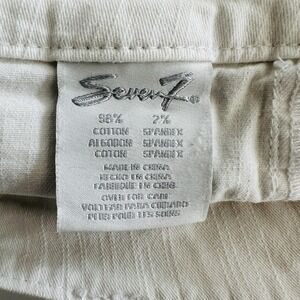 Seven7®
98% 2%
COTTON SPANDEX
ALGODON SPANDEX
COTON SPANDEX
MADE IN CHINA
HECHO EN CHINA
FABRIQUE EN CHINE
OVER FOR CARE
VOLTEAR PARA CUIDADO
PLIER POUR LES SOINS